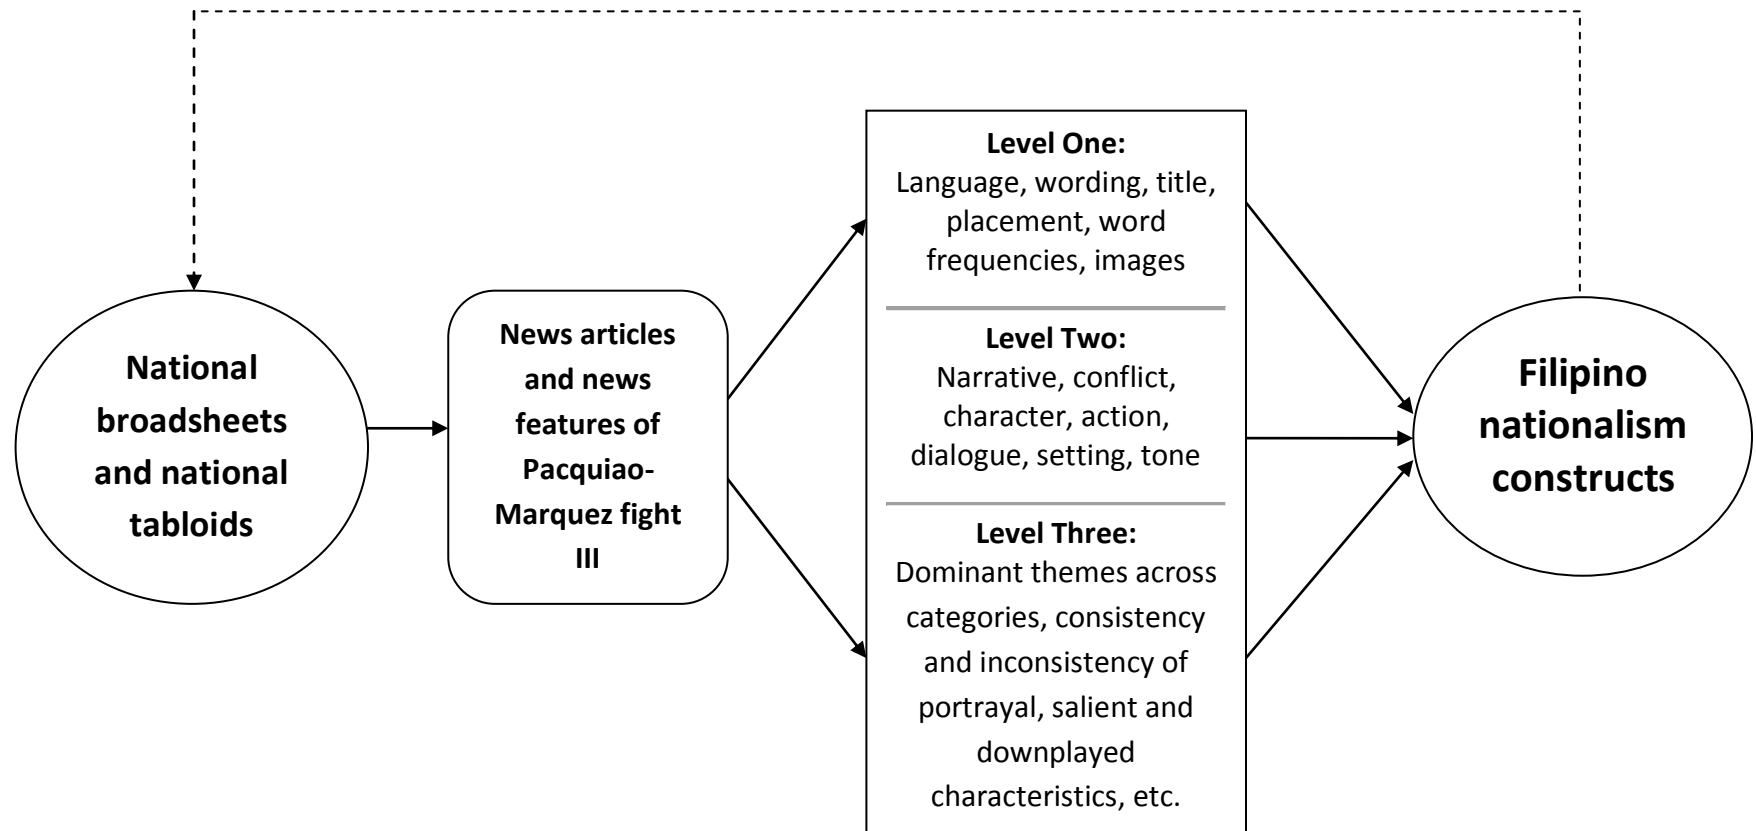 National
broadsheets
and national
tabloids
News articles
and news
features of
Pacquiao-
Marquez fight
III
Level One:
Language, wording, title,
placement, word
frequencies, images
Level Two:
Narrative, conflict,
character, action,
dialogue, setting, tone
Level Three:
Dominant themes across
categories, consistency
and inconsistency of
portrayal, salient and
downplayed
characteristics, etc.
Filipino
nationalism
constructs